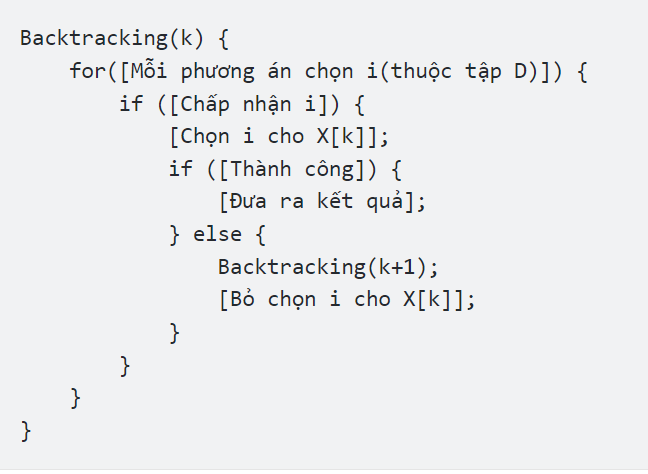 Backtracking(k) {
    for([Mỗi phương án chọn i(thuộc tập D)]) {
        if ([Chấp nhận i]) {
            [Chọn i cho X[k]];
            if ([Thành công]) {
                [Đưa ra kết quả];
            } else {
                Backtracking(k+1);
                [Bỏ chọn i cho X[k]];
            }
        }
    }
}